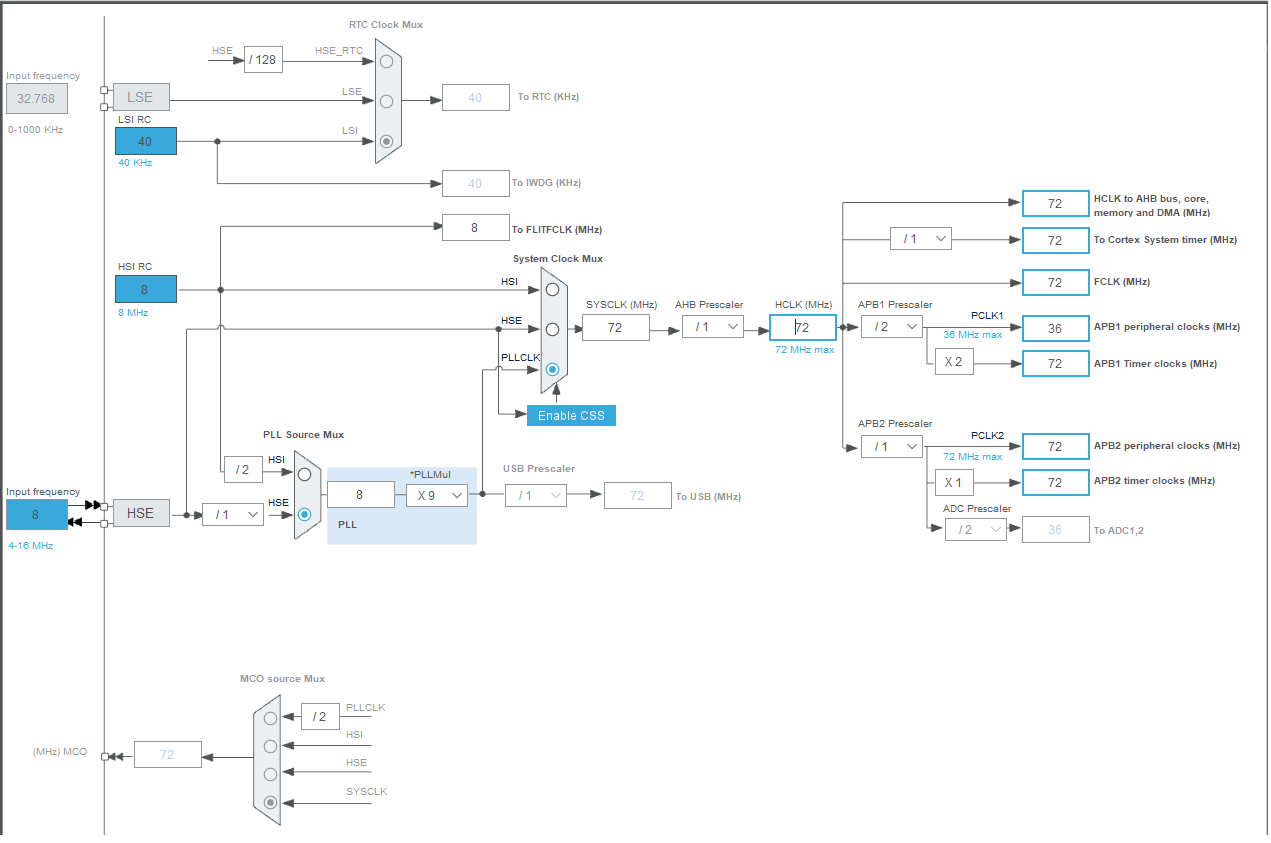 RTC Clock Mux
HSE
/ 128
HSE_RTC
Input frequency
32.768
0-1000 KHz
LSE
LSE
40
To RTC (KHz)
LSI RC
40
40 KHz
LSI
40
To IWDG (KHz)
8
To FLITFCLK (MHz)
HSI RC
8
8 MHz
System Clock Mux
HSI
HSE
PLLCLK
Enable CSS
SYSCLK (MHz)
72
AHB Prescaler
/ 1
HCLK (MHz)
72
72 MHz max
72
HCLK to AHB bus, core,
memory and DMA (MHz)
/ 1
72
To Cortex System timer (MHz)
72
FCLK (MHz)
APB1 Prescaler
/ 2
PCLK1
36 MHz max
36
APB1 peripheral clocks (MHz)
X 2
72
APB1 Timer clocks (MHz)
APB2 Prescaler
/ 1
PCLK2
72 MHz max
72
APB2 peripheral clocks (MHz)
X 1
72
APB2 timer clocks (MHz)
ADC Prescaler
/ 2
36
To ADC1,2
PLL Source Mux
/ 2
HSI
Input frequency
8
4-16 MHz
HSE
/ 1
HSE
8
*PLLMul
X 9
PLL
USB Prescaler
/ 1
72
To USB (MHz)
MCO source Mux
/ 2
PLLCLK
HSI
HSE
SYSCLK
(MHz) MCO
72